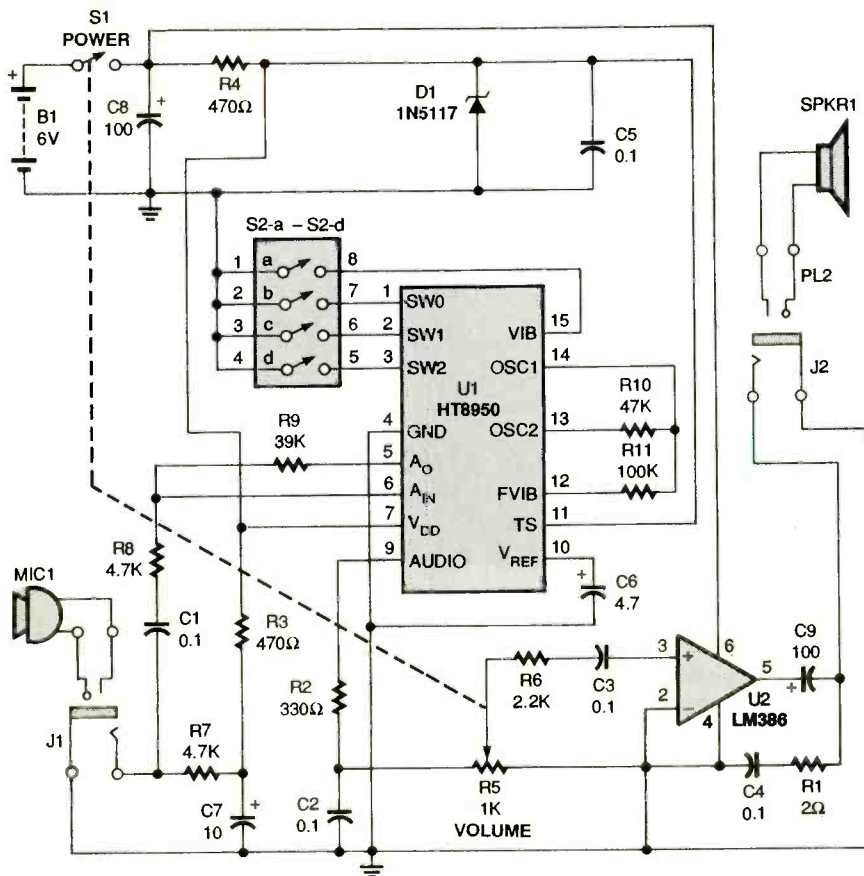 S1
POWER
+
B1
6V
C8
100
+
R4
470Ω
D1
1N5117
C5
0.1
SPKR1
PL2
J2
S2-a – S2-d
1 a 8
2 b 7
3 c 6
4 d 5
1 SW0
2 SW1
3 SW2
4 GND
5 AO
6 AIN
7 VDD
9 AUDIO
U1
HT8950
VIB 15
OSC1 14
OSC2 13
FVIB 12
TS 11
VREF 10
R10
47K
R11
100K
R9
39K
R8
4.7K
MIC1
C1
0.1
R3
470Ω
+
C6
4.7
R2
330Ω
R6
2.2K
C3
0.1
3 +
2 −
6
5
4
U2
LM386
C9
100
+
J1
R7
4.7K
C7
10
+
C2
0.1
R5
1K
VOLUME
C4
0.1
R1
2Ω